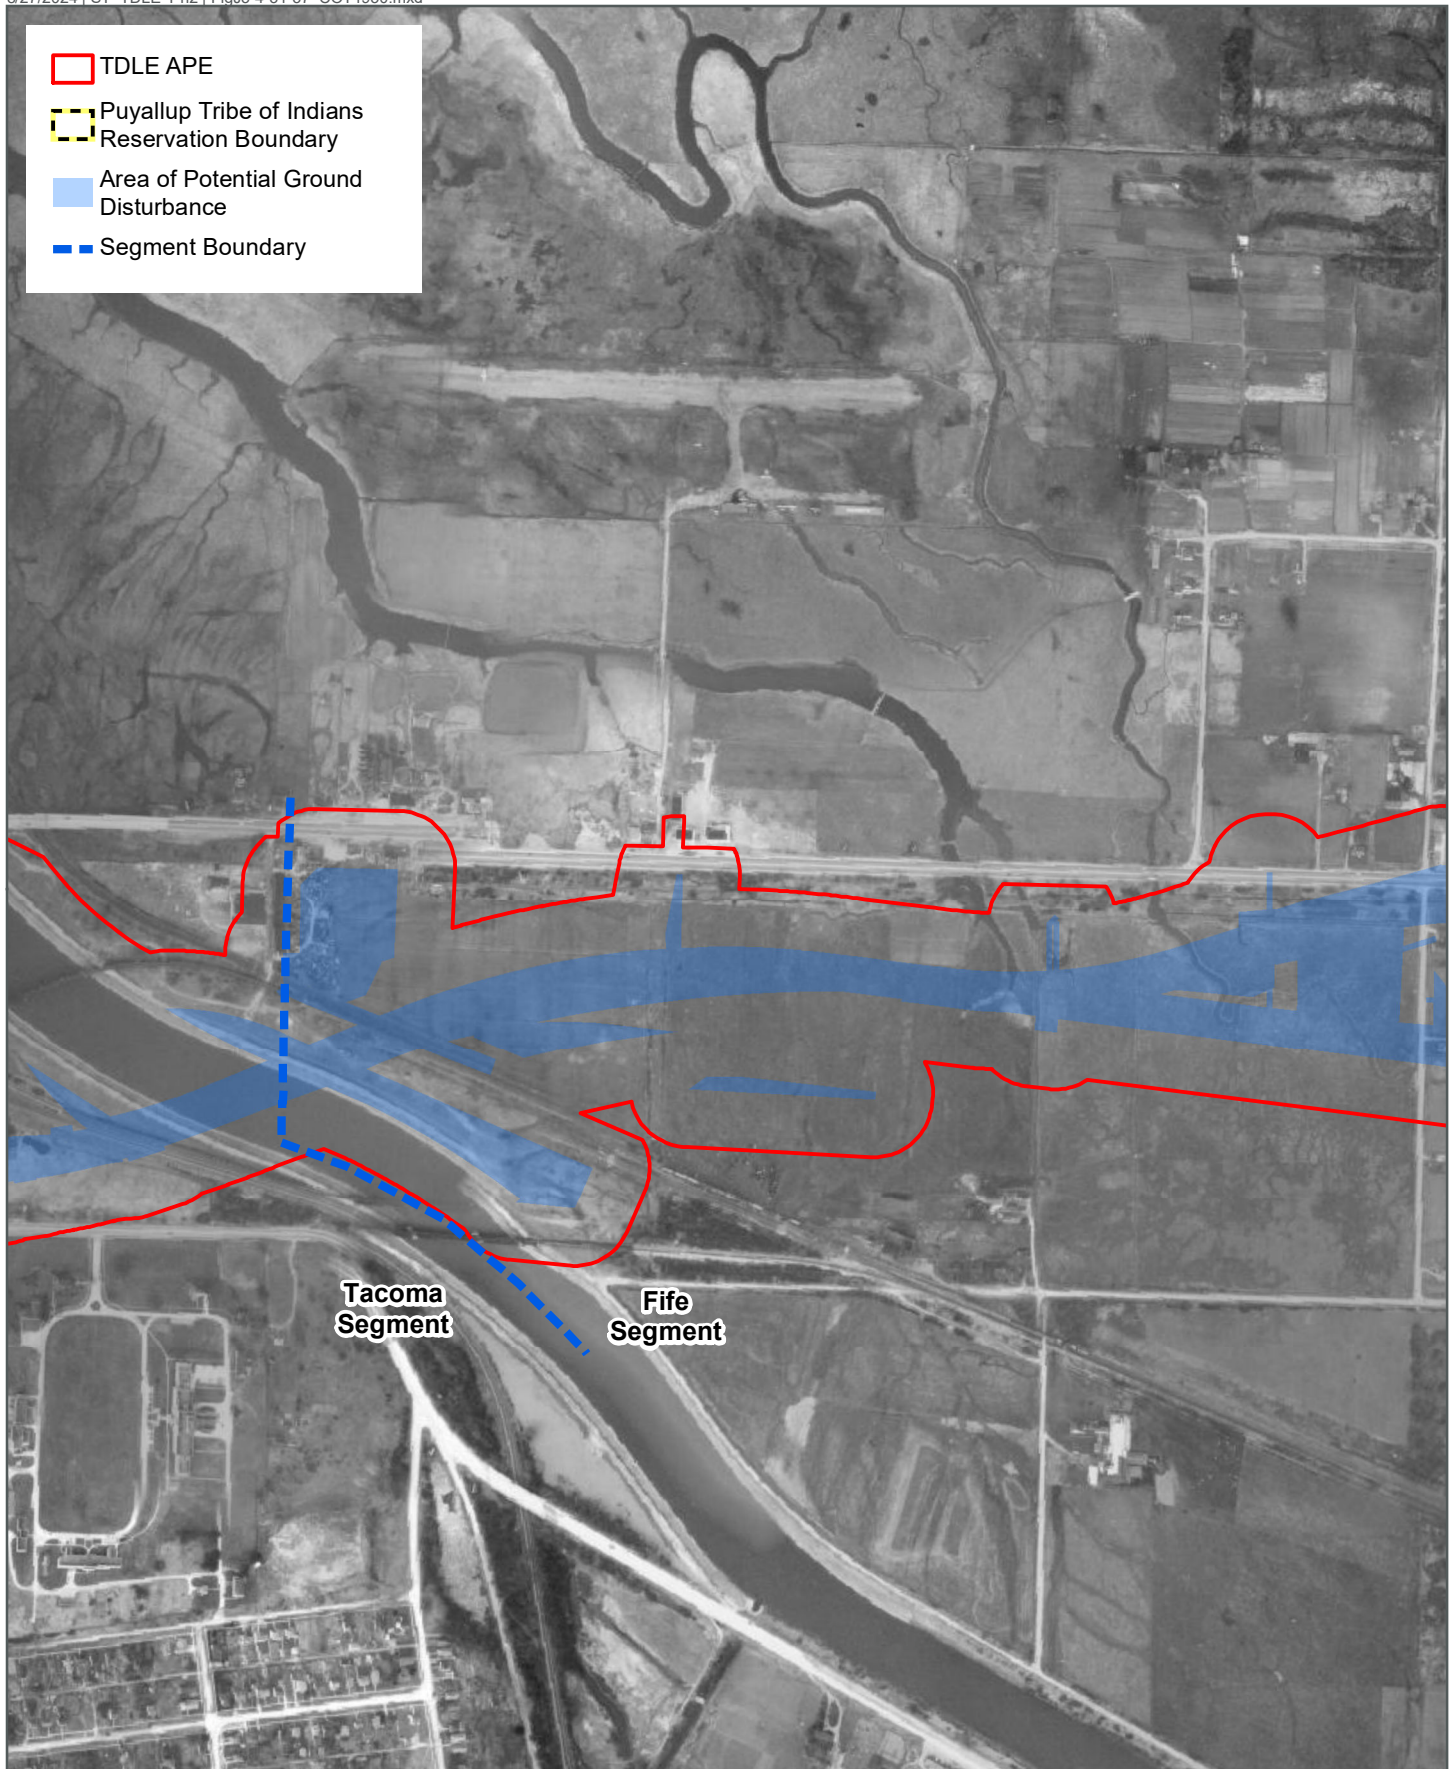 TDLE APE
Puyallup Tribe of Indians
Reservation Boundary
Area of Potential Ground
Disturbance
Segment Boundary
Tacoma
Segment
Fife
Segment